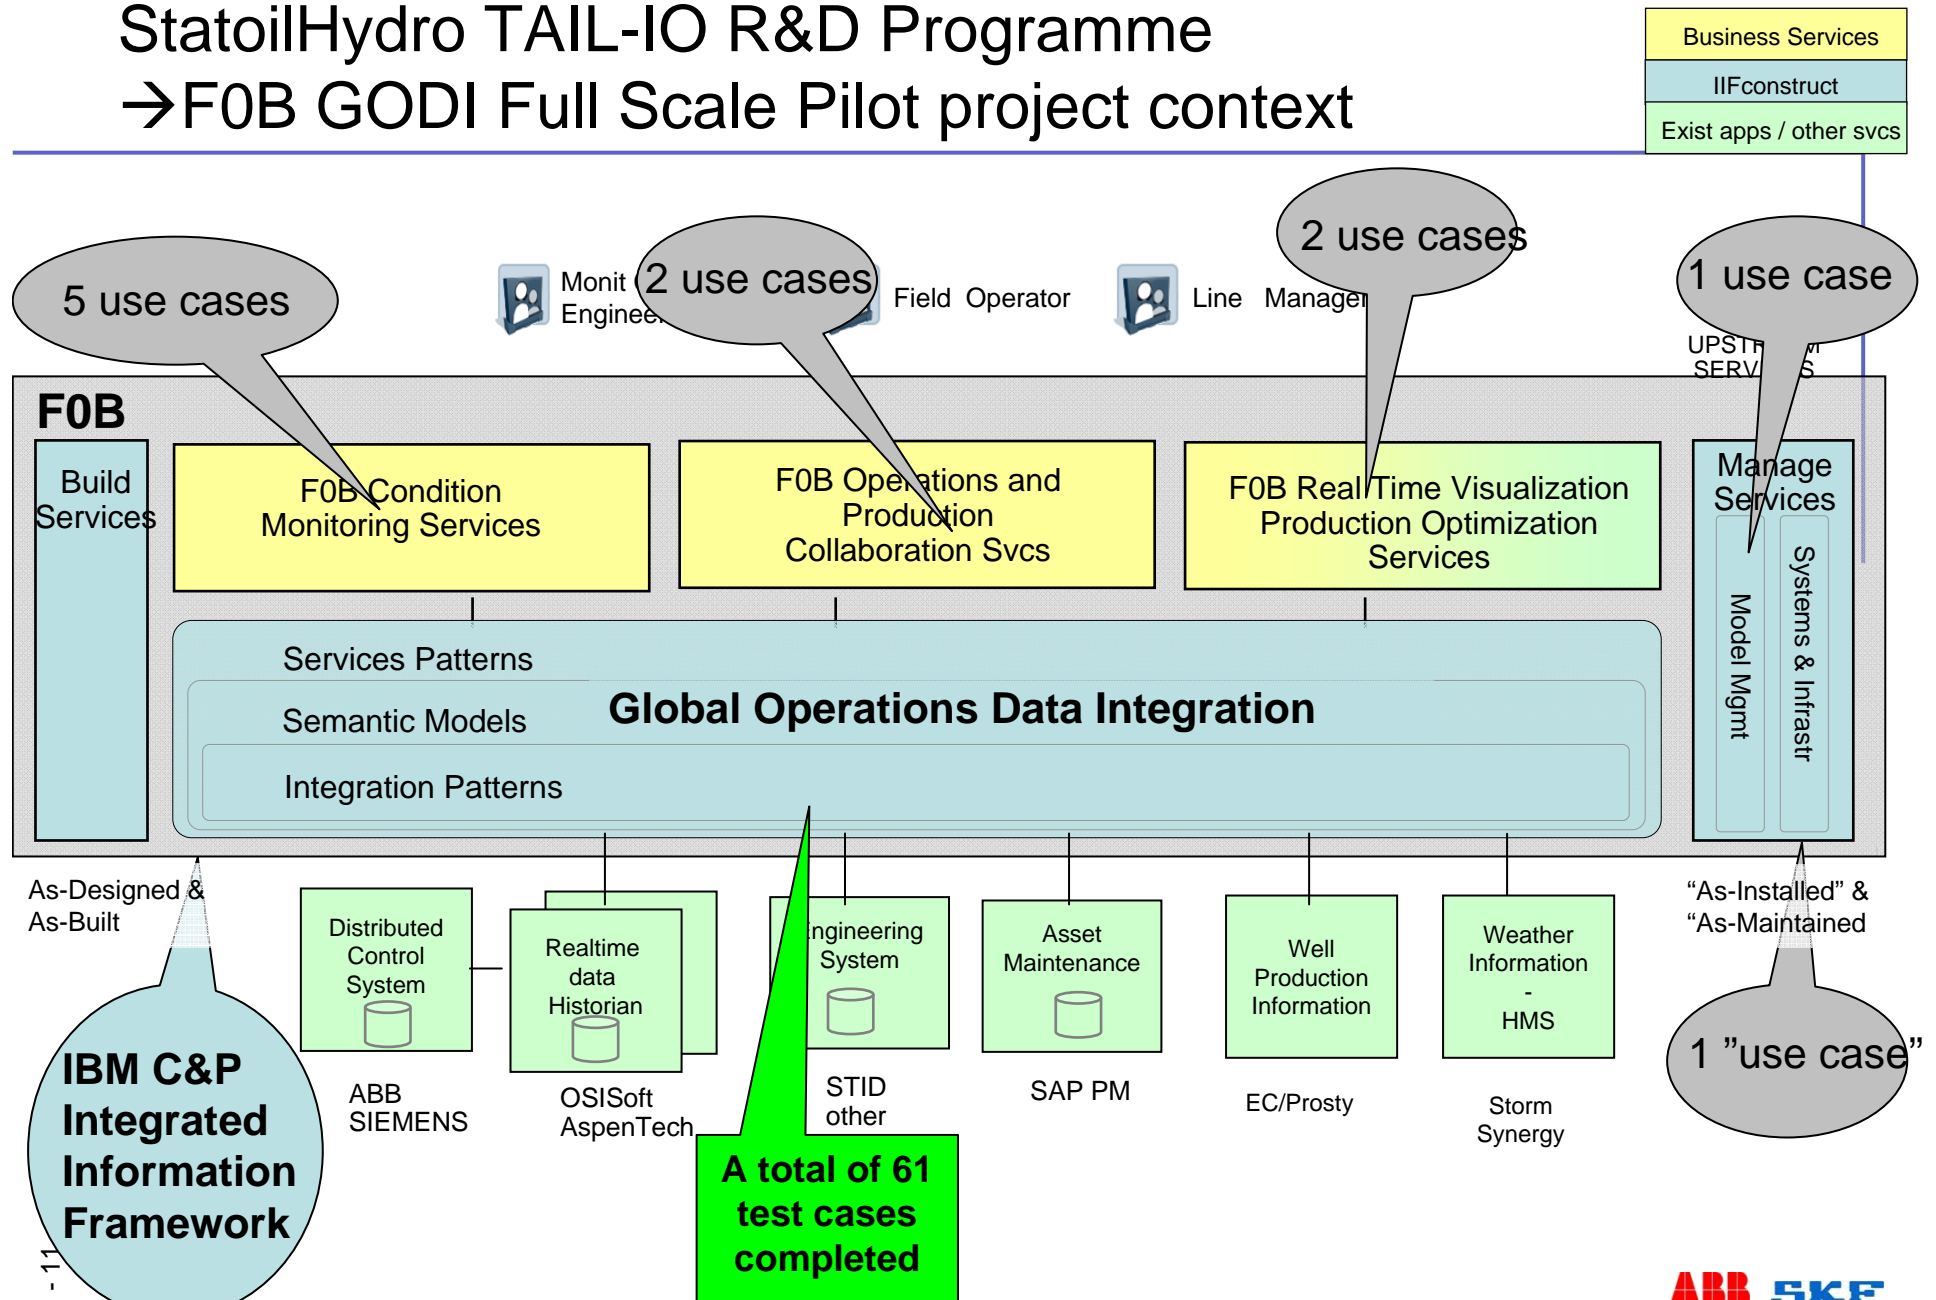 StatoilHydro TAIL-IO R&D Programme
→F0B GODI Full Scale Pilot project context
Business Services
IIFconstruct
Exist apps / other svcs
5 use cases
Monit
Engineer
2 use cases
Field Operator
Line Manager
2 use cases
1 use case
SERV
F0B
Build
Services
F0B Condition
Monitoring Services
F0B Operations and
Production
Collaboration Svcs
F0B Real Time Visualization
Production Optimization
Services
Manage
Services
Model Mgmt
Systems & Infrastr
Services Patterns
Semantic Models
Global Operations Data Integration
Integration Patterns
As-Designed &
As-Built
Distributed
Control
System
ABB
SIEMENS
Realtime
data
Historian
OSISoft
AspenTech
Engineering
System
STID
other
Asset
Maintenance
SAP PM
Well
Production
Information
EC/Prosty
Weather
Information
-
HMS
Storm
Synergy
“As-Installed” &
“As-Maintained
1 ”use case”
IBM C&P
Integrated
Information
Framework
A total of 61
test cases
completed
- 11
ABB
SKF